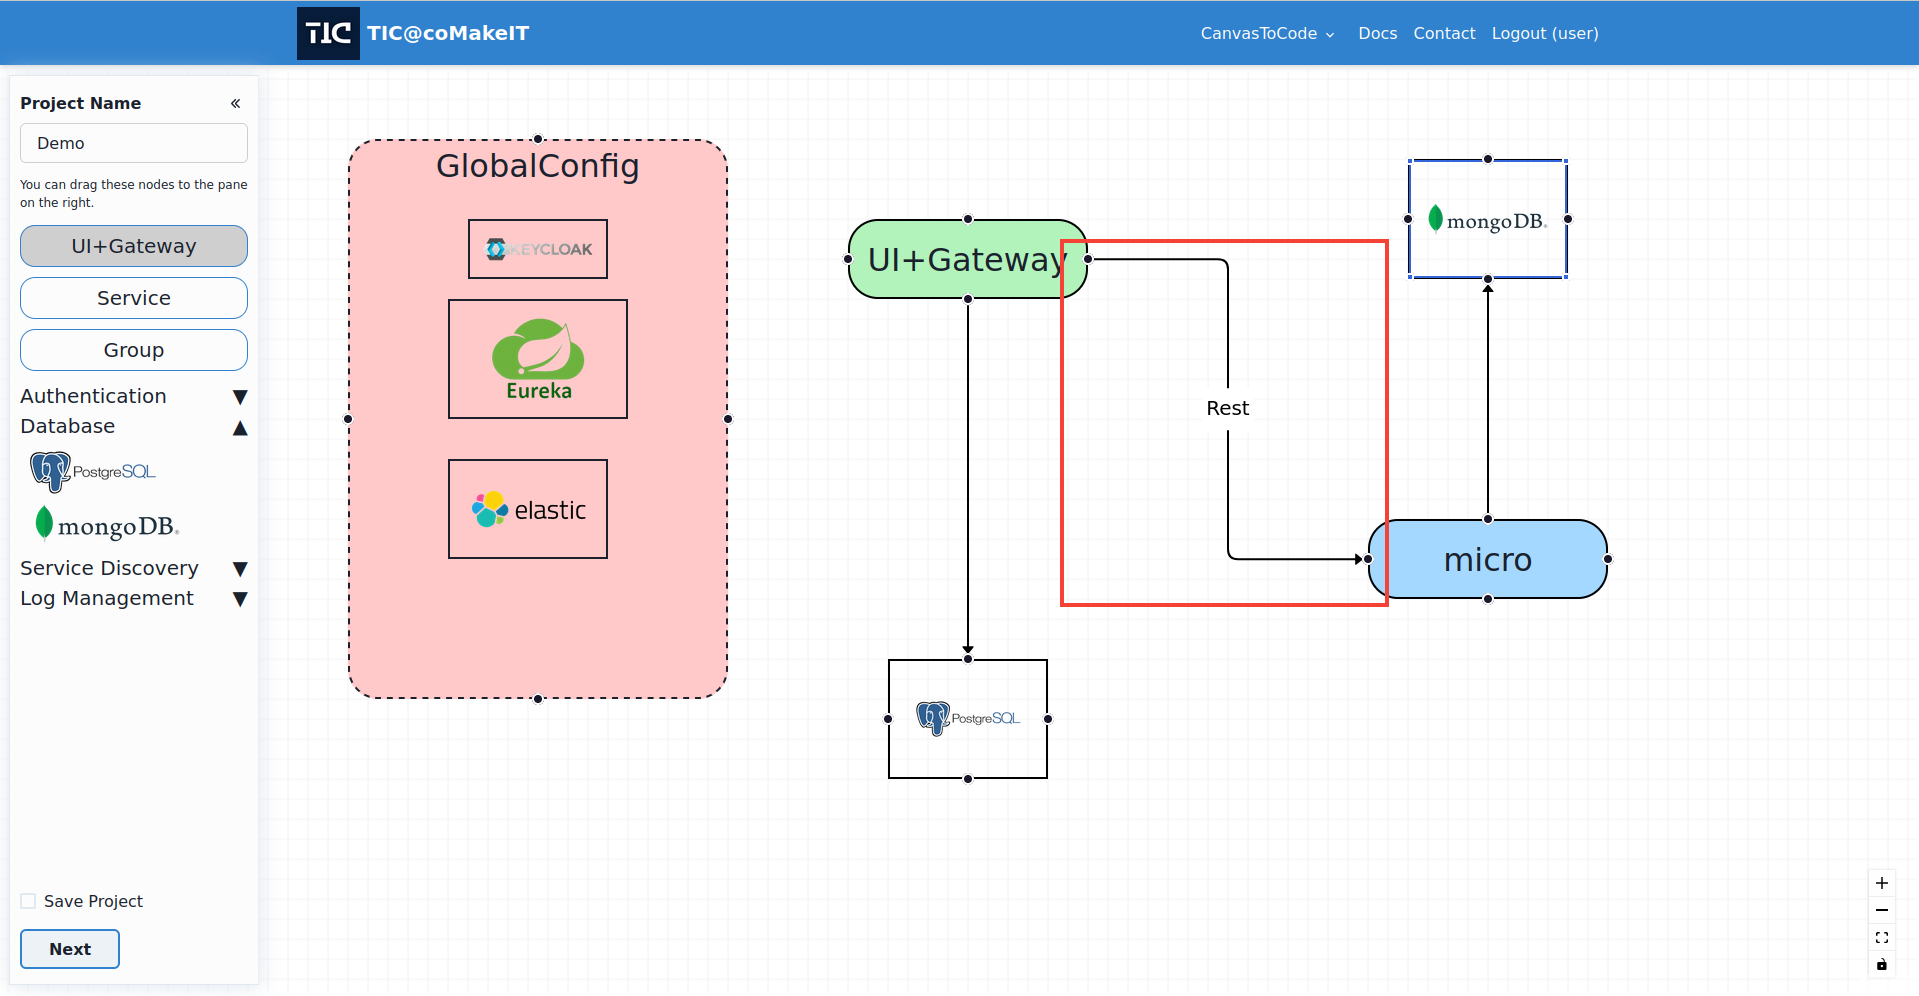 TIC TIC@coMakeIT
CanvasToCode Docs Contact Logout (user)
Project Name «
Demo
You can drag these nodes to the pane
on the right.
UI+Gateway
Service
Group
Authentication ▼
Database ▲
PostgreSQL
mongoDB.
Service Discovery ▼
Log Management ▼
Save Project
Next
GlobalConfig
KEYCLOAK
Eureka
elastic
UI+Gateway
Rest
mongoDB.
micro
PostgreSQL